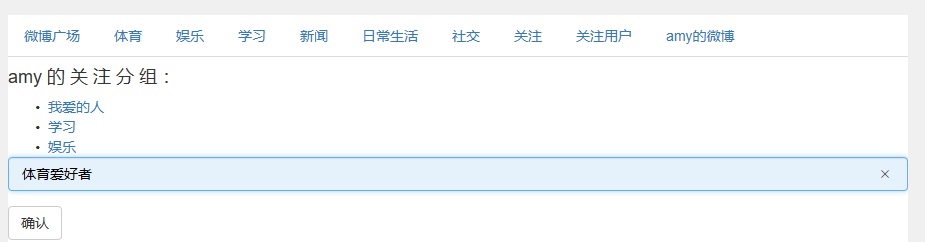 微博广场 体育 娱乐 学习 新闻 日常生活 社交 关注 关注用户 amy的微博
amy 的 关 注 分 组 :
• 我爱的人
• 学习
• 娱乐
体育爱好者 ×
确认